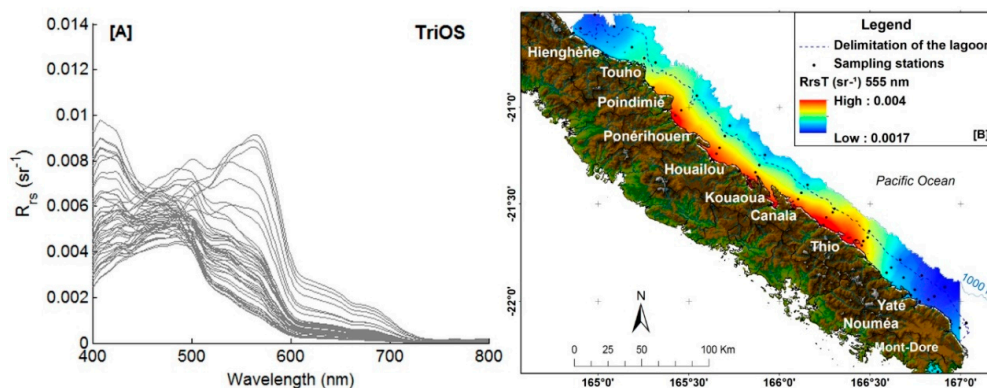 [A]
TriOS
0.014
0.012
0.01
0.008
0.006
0.004
0.002
0
400
500
600
700
800
Rrs (sr-1)
Wavelength (nm)
Legend
Delimitation of the lagoon
Sampling stations
RrsT (sr-¹) 555 nm
High : 0.004
Low : 0.0017
[B]
Hienghène
Touho
Poindimié
Ponérihouen
Houaïlou
Kouaoua
Canala
Thio
Yaté
Nouméa
Mont-Dore
Pacific Ocean
-21°0'
-21°30'
-22°0'
N
0 25 50 100 Km
165°0'
165°30'
166°0'
166°30'
167°0'